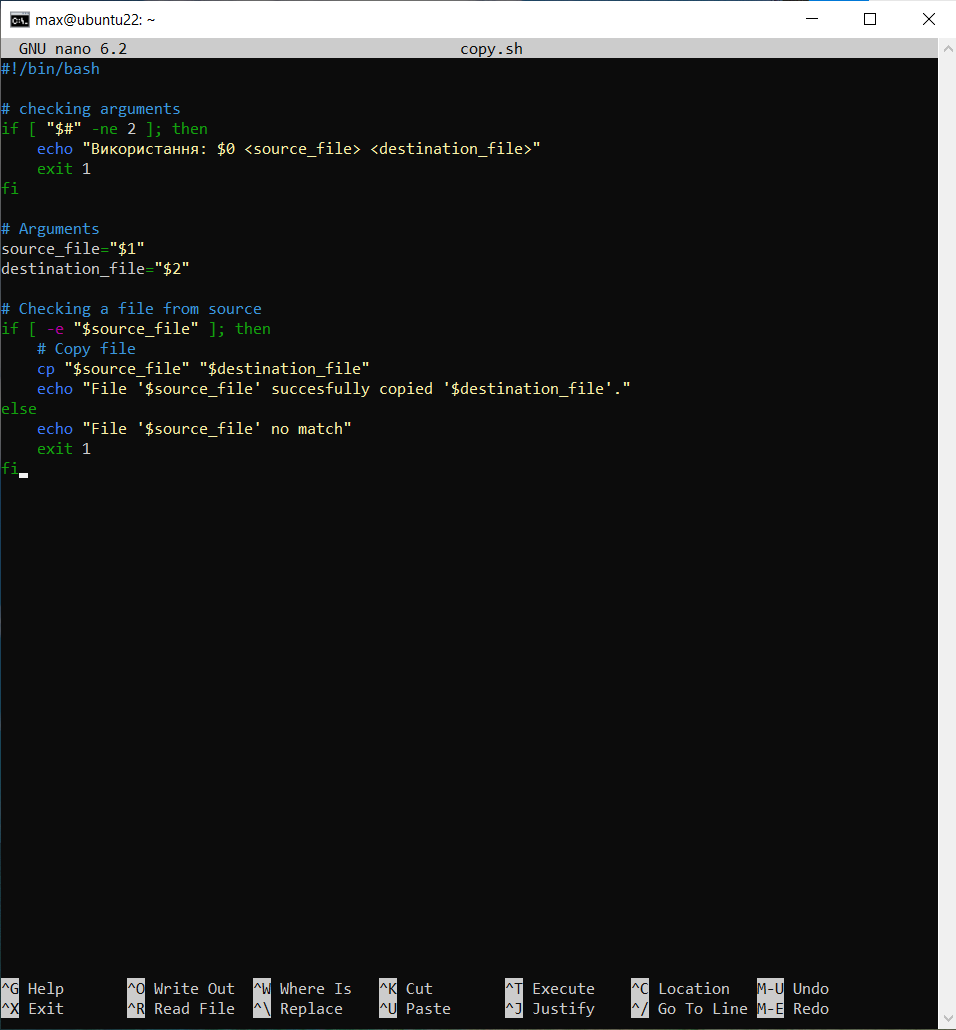 max@ubuntu22: ~
GNU nano 6.2 copy.sh
#!/bin/bash
# checking arguments
if [ "$#" -ne 2 ]; then
echo "Використання: $0 <source_file> <destination_file>"
exit 1
fi
# Arguments
source_file="$1"
destination_file="$2"
# Checking a file from source
if [ -e "$source_file" ]; then
# Copy file
cp "$source_file" "$destination_file"
echo "File '$source_file' succesfully copied '$destination_file'."
else
echo "File '$source_file' no match"
exit 1
fi
^G Help ^O Write Out ^W Where Is ^K Cut ^T Execute ^C Location M-U Undo
^X Exit ^R Read File ^\ Replace ^U Paste ^J Justify ^/ Go To Line M-E Redo